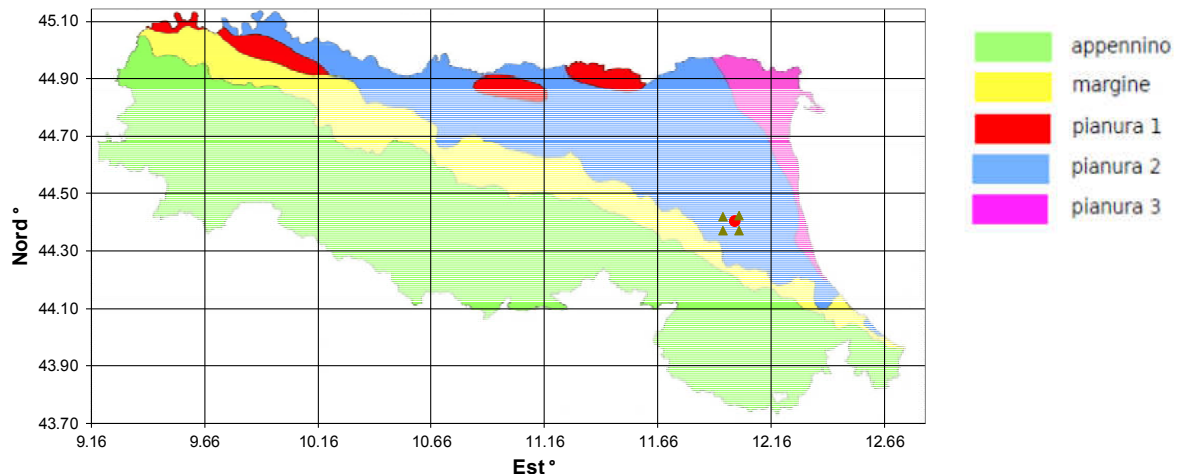 45.10
44.90
44.70
44.50
44.30
44.10
43.90
43.70
Nord °
9.16 9.66 10.16 10.66 11.16 11.66 12.16 12.66
Est °
appennino
margine
pianura 1
pianura 2
pianura 3